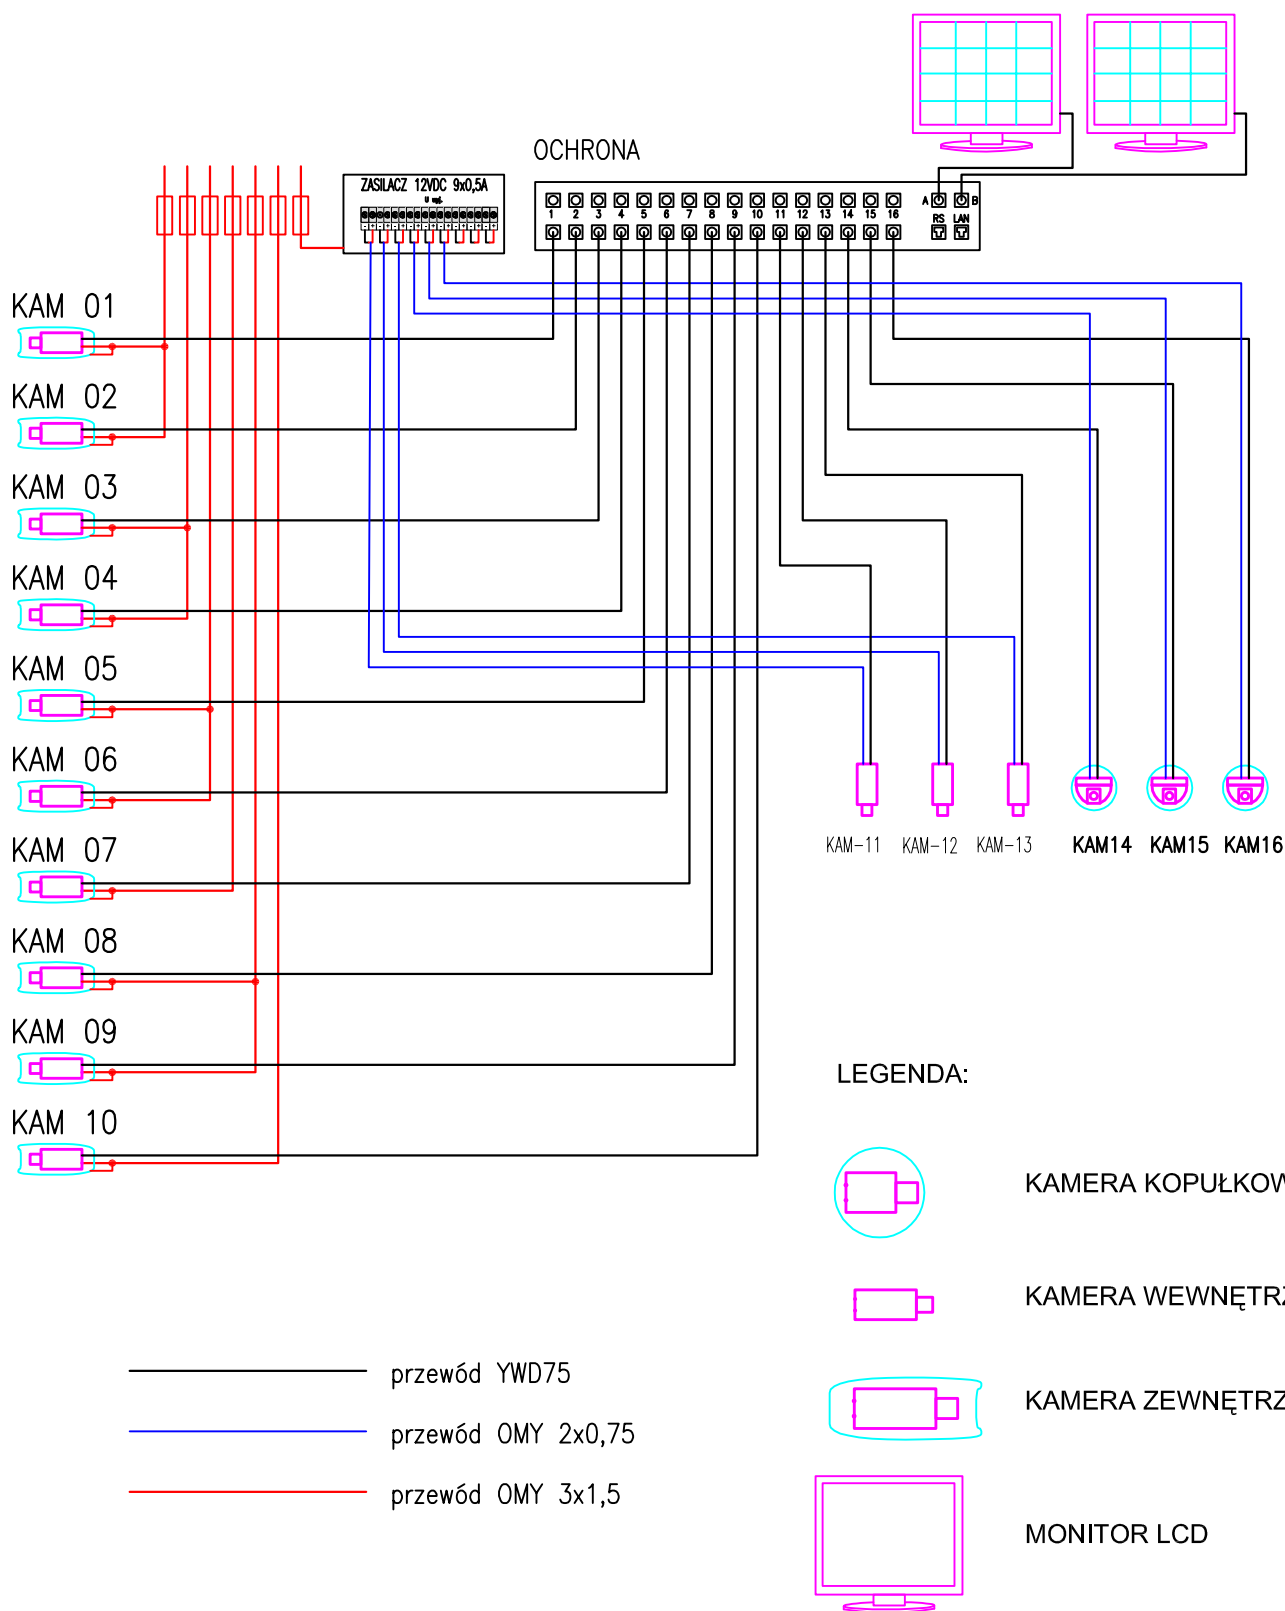 OCHRONA
ZASILACZ 12VDC 9x0,5A
1 2 3 4 5 6 7 8 9 10 11 12 13 14 15 16
A B
RS LAN
KAM 01
KAM 02
KAM 03
KAM 04
KAM 05
KAM 06
KAM 07
KAM 08
KAM 09
KAM 10
KAM-11 KAM-12 KAM-13 KAM14 KAM15 KAM16
LEGENDA:
KAMERA KOPUŁKOW
KAMERA WEWNĘTRZ
KAMERA ZEWNĘTRZ
MONITOR LCD
przewód YWD75
przewód OMY 2x0,75
przewód OMY 3x1,5